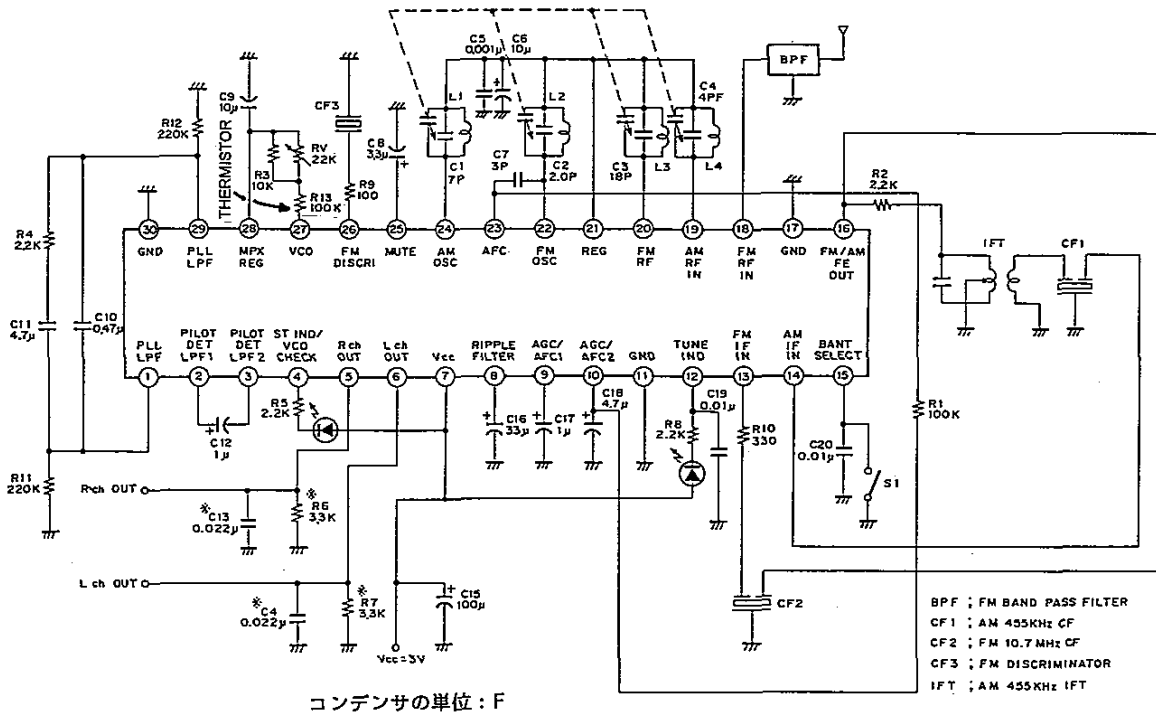 BPF
C9
10μ
R12
220K
THERMISTOR
R3
10K
RV
22K
R13
100K
CF3
R9
100
C8
3.3μ
L1
C1
7P
C5
0.001μ
C6
10μ
C7
3P
L2
C2
2.0P
C3
18P
L3
C4
4PF
L4
R2
2.2K
IFT
CF1
R4
2.2K
C11
4.7μ
C10
0.47μ
R11
220K
30
GND
29
PLL
LPF
28
MPX
REG
27
VCO
26
FM
DISCRI
25
MUTE
24
AM
OSC
23
AFC
22
FM
OSC
21
REG
20
FM
RF
19
AM
RF
IN
18
FM
RF
IN
17
GND
16
FM/AM
FE
OUT
PLL
LPF
1
PILOT
DET
LPF1
2
PILOT
DET
LPF2
3
ST IND/
VCO
CHECK
4
Rch
OUT
5
Lch
OUT
6
Vcc
7
RIPPLE
FILTER
8
AGC/
AFC1
9
AGC/
AFC2
10
GND
11
TUNE
IND
12
FM
IF
IN
13
AM
IF
IN
14
BANT
SELECT
15
C12
1μ
R5
2.2K
C16
33μ
C17
1μ
C18
4.7μ
R8
2.2K
C19
0.01μ
R10
330
C20
0.01μ
S1
R1
100K
Rch OUT
※C13
0.022μ
※
R6
3.3K
L ch OUT
※C4
0.022μ
※
R7
3.3K
C15
100μ
Vcc=3V
CF2
BPF ; FM BAND PASS FILTER
CF1 ; AM 455KHz CF
CF2 ; FM 10.7 MHz CF
CF3 ; FM DISCRIMINATOR
IFT ; AM 455KHz IFT
コンデンサの単位：F